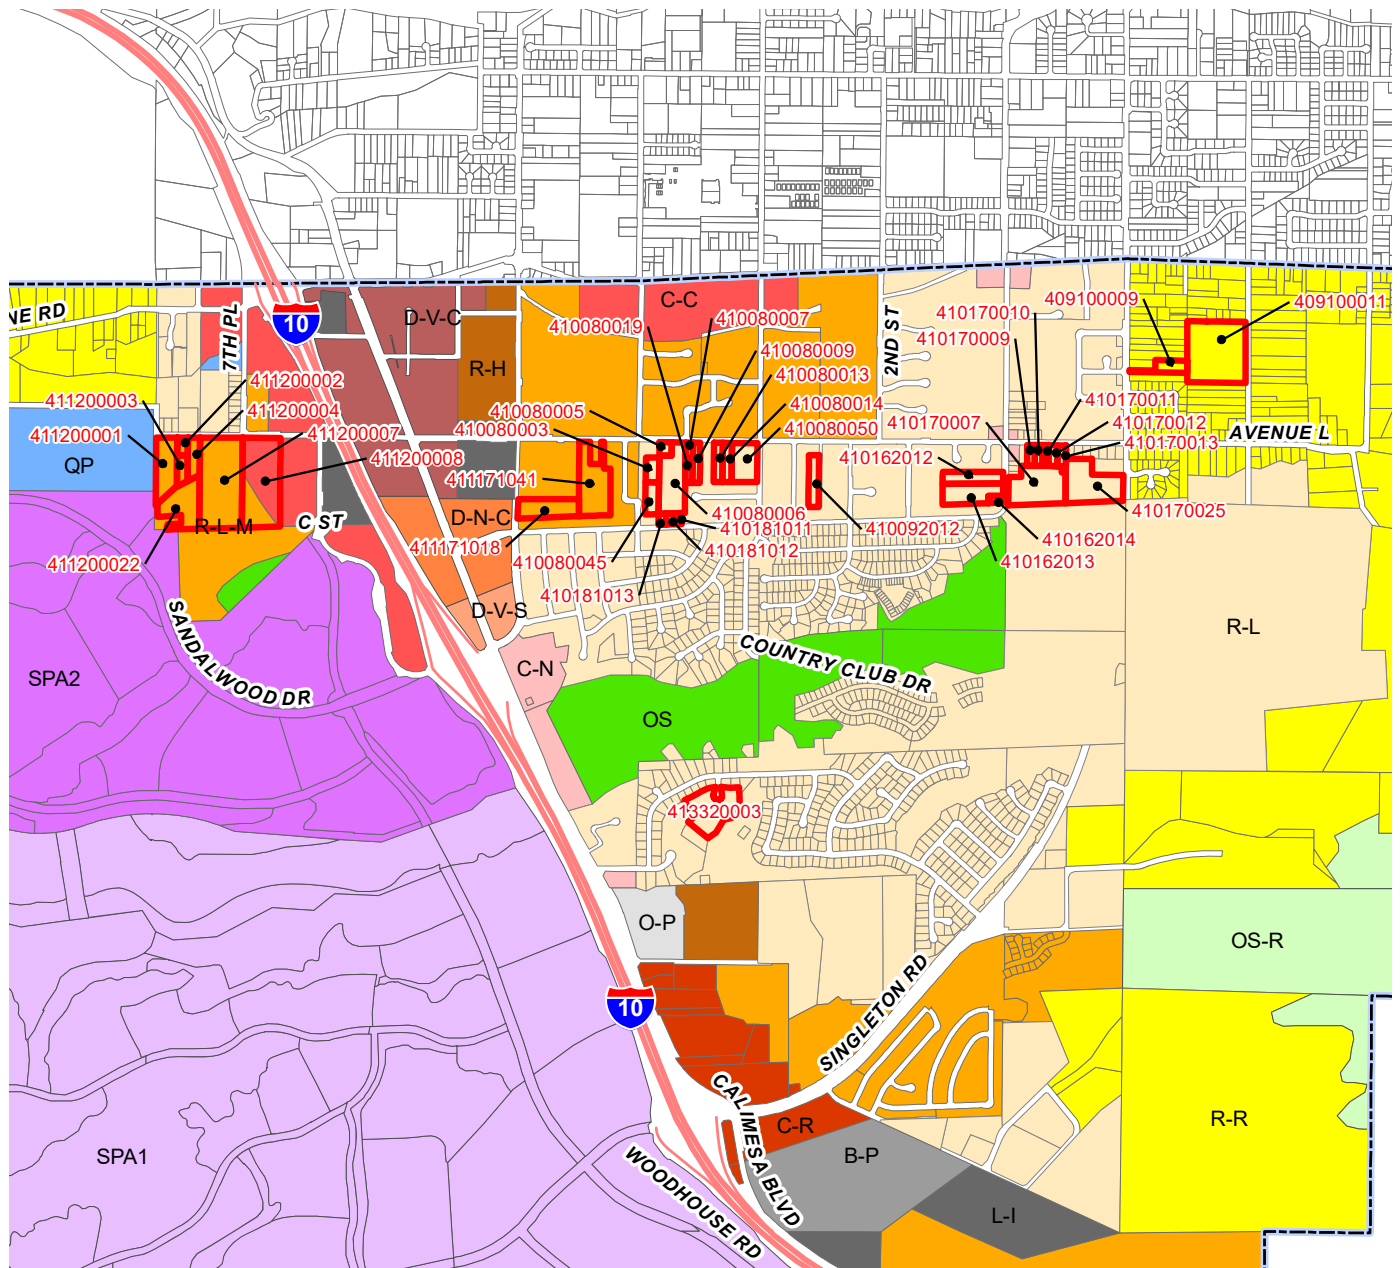 NE RD
7TH PL
10
D-V-C
C-C
2ND ST
409100009
409100011
410080019
410080007
410170010
410170009
410080009
R-H
410080013
411200002
411200003
411200004
410080005
410080014
410170011
411200001
411200007
410080003
410080050
410170007
410170012
AVENUE L
410170013
QP
411200008
410162012
411171041
R-L-M
C ST
D-N-C
410080006
410092012
410170025
411171018
410181011
410162014
411200022
410080045
410181012
410162013
410181013
D-V-S
R-L
SANDALWOOD DR
COUNTRY CLUB DR
SPA2
C-N
OS
413320003
O-P
OS-R
10
SINGLETON RD
CALIMESA BLVD
C-R
R-R
SPA1
B-P
WOODHOUSE RD
L-I